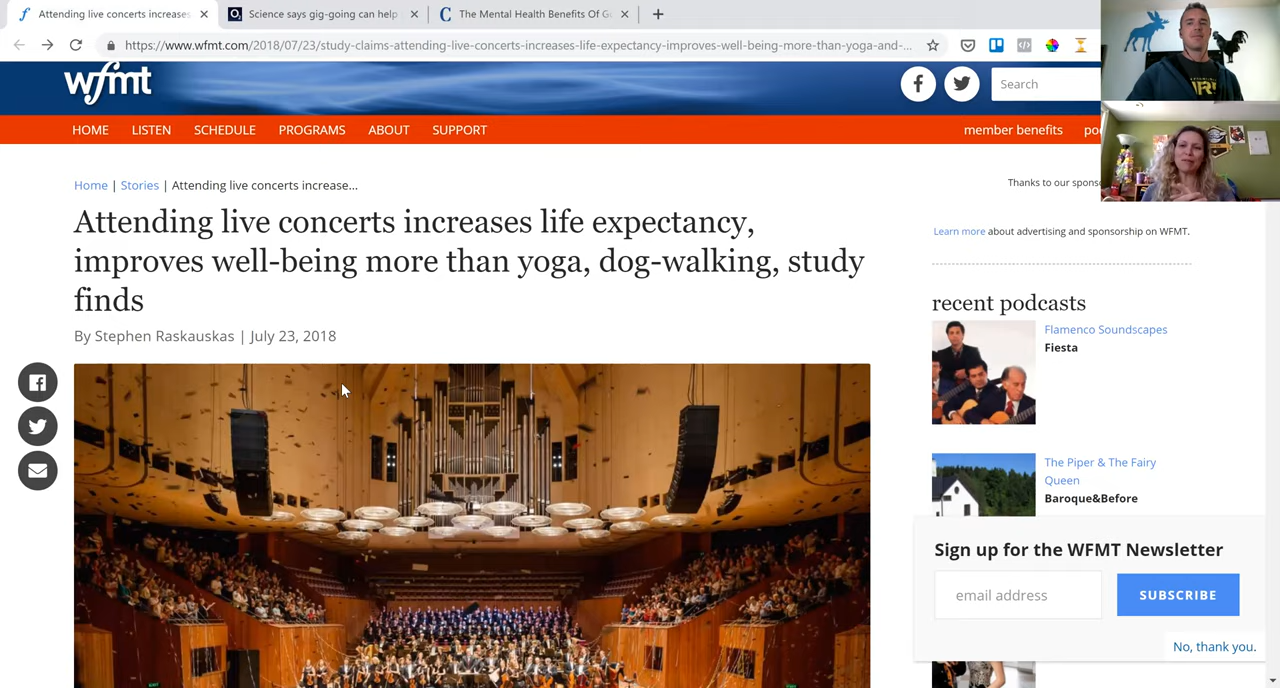 Attending live concerts increases
Science says gig-going can help
The Mental Health Benefits Of G
https://www.wfmt.com/2018/07/23/study-claims-attending-live-concerts-increases-life-expectancy-improves-well-being-more-than-yoga-and-...
wfmt
Search
HOME LISTEN SCHEDULE PROGRAMS ABOUT SUPPORT
member benefits
Home | Stories | Attending live concerts increase...
Thanks to our spons
Attending live concerts increases life expectancy,
improves well-being more than yoga, dog-walking, study
finds
Learn more about advertising and sponsorship on WFMT.
By Stephen Raskauskas | July 23, 2018
recent podcasts
Flamenco Soundscapes
Fiesta
The Piper & The Fairy
Queen
Baroque&Before
Sign up for the WFMT Newsletter
email address
SUBSCRIBE
No, thank you.